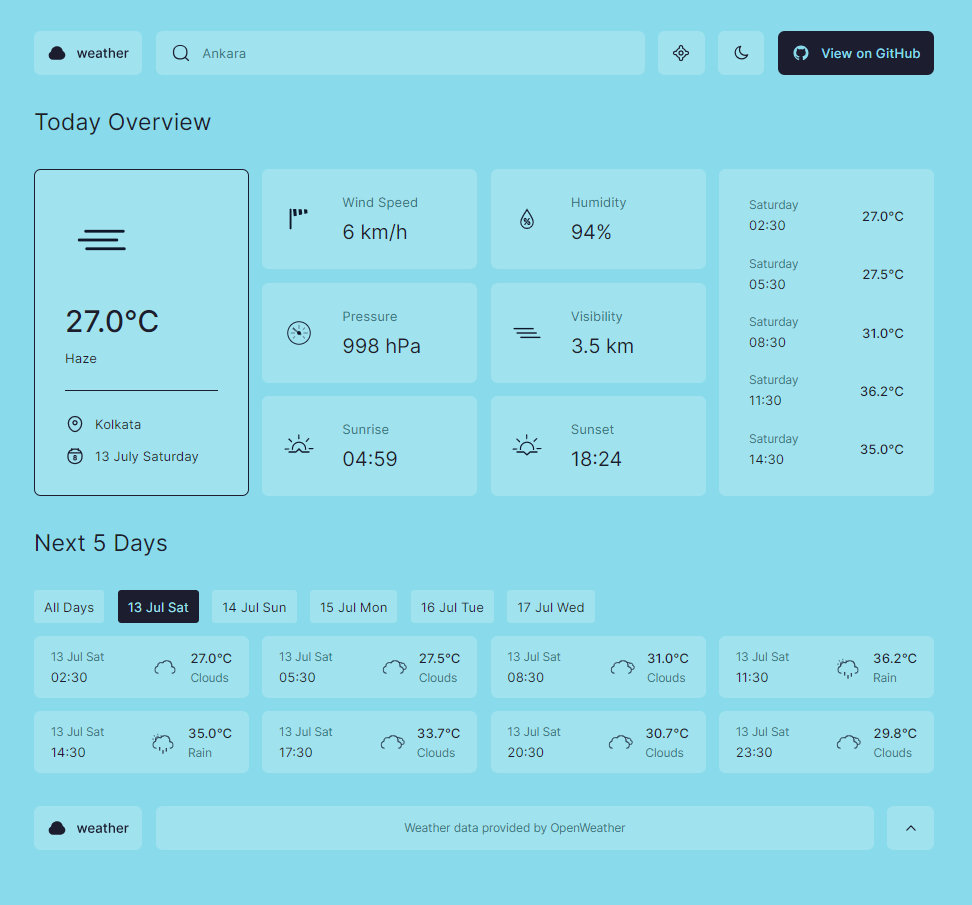 weather
Ankara
View on GitHub
Today Overview
27.0°C
Haze
Kolkata
13 July Saturday
Wind Speed
6 km/h
Humidity
94%
Pressure
998 hPa
Visibility
3.5 km
Sunrise
04:59
Sunset
18:24
Saturday
02:30
27.0°C
Saturday
05:30
27.5°C
Saturday
08:30
31.0°C
Saturday
11:30
36.2°C
Saturday
14:30
35.0°C
Next 5 Days
All Days
13 Jul Sat
14 Jul Sun
15 Jul Mon
16 Jul Tue
17 Jul Wed
13 Jul Sat
02:30
27.0°C
Clouds
13 Jul Sat
05:30
27.5°C
Clouds
13 Jul Sat
08:30
31.0°C
Clouds
13 Jul Sat
11:30
36.2°C
Rain
13 Jul Sat
14:30
35.0°C
Rain
13 Jul Sat
17:30
33.7°C
Clouds
13 Jul Sat
20:30
30.7°C
Clouds
13 Jul Sat
23:30
29.8°C
Clouds
weather
Weather data provided by OpenWeather